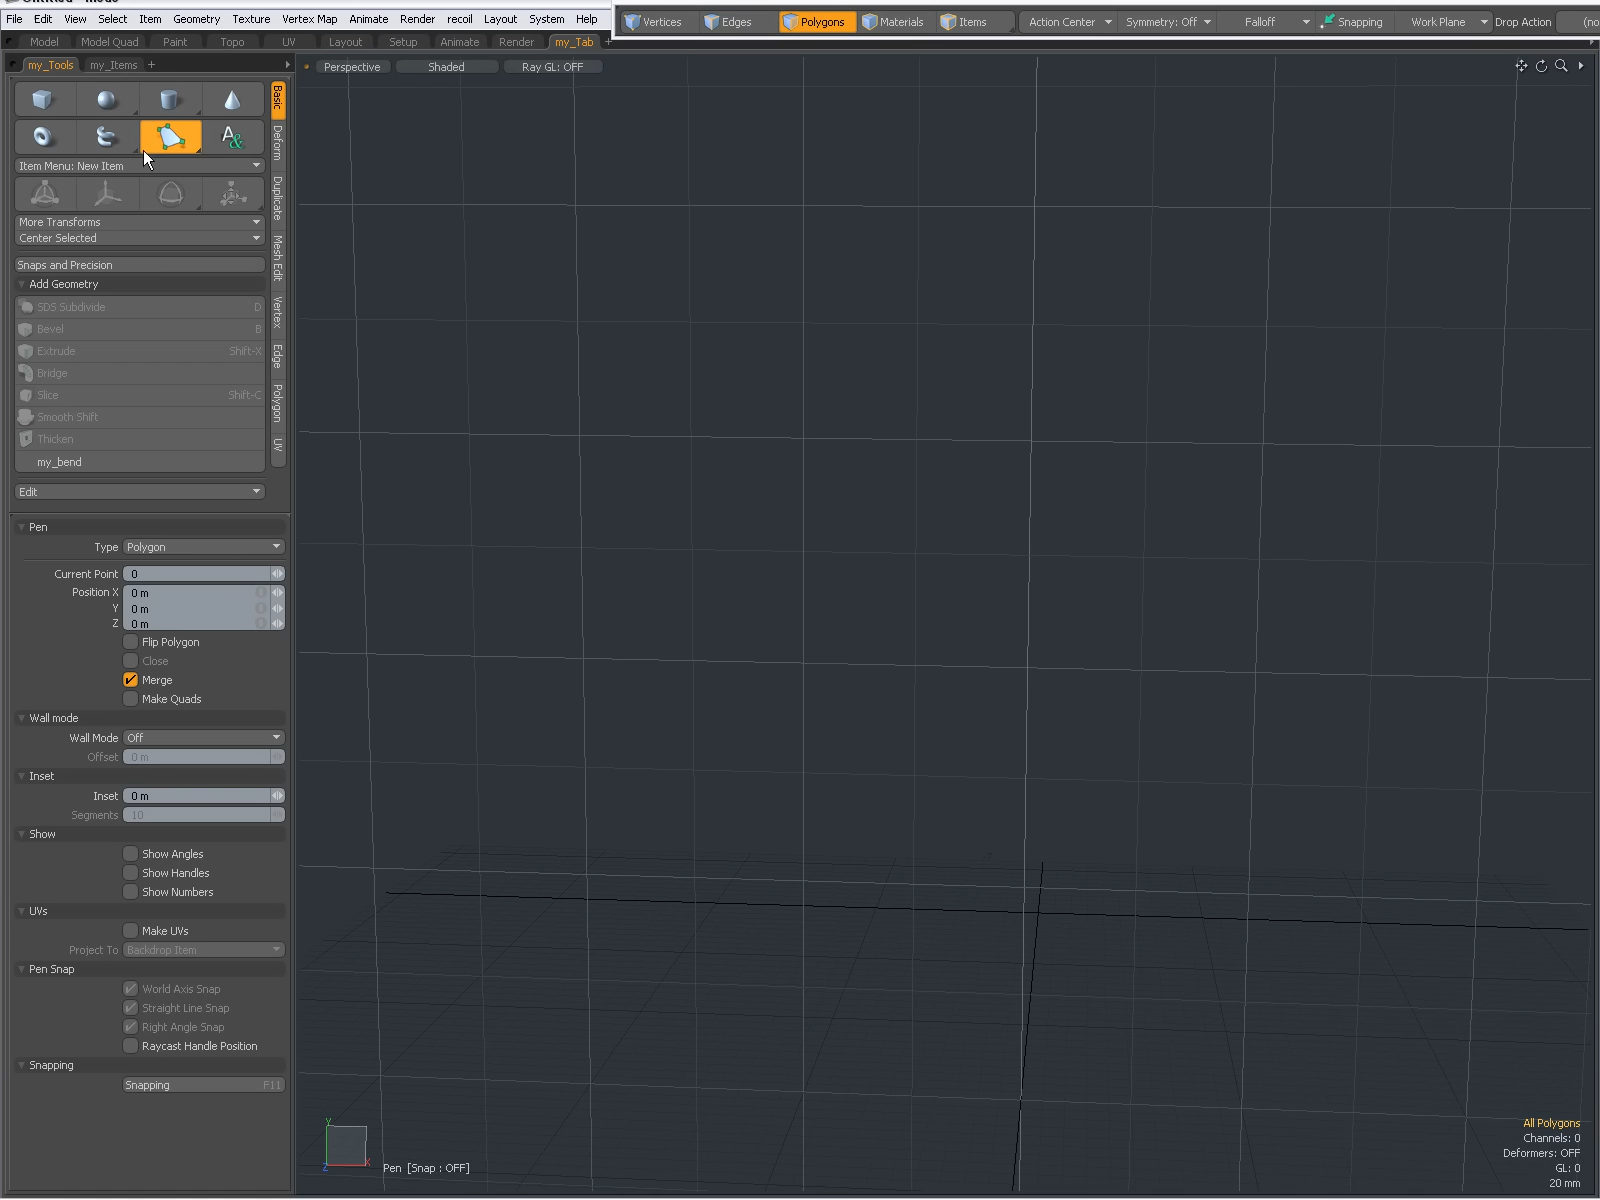 File Edit View Select Item Geometry Texture Vertex Map Animate Render recoil Layout System Help
Vertices Edges Polygons Materials Items Action Center Symmetry: Off Falloff Snapping Work Plane Drop Action (no
Model Model Quad Paint Topo UV Layout Setup Animate Render my_Tab +
my_Tools my_Items +
Perspective Shaded Ray GL: OFF
Basic
Deform
Duplicate
Mesh Edit
Vertex
Edge
Polygon
UV
Item Menu: New Item
More Transforms
Center Selected
Snaps and Precision
Add Geometry
SDS Subdivide D
Bevel B
Extrude Shift-X
Bridge
Slice Shift-C
Smooth Shift
Thicken
my_bend
Edit
Pen
Type Polygon
Current Point 0
Position X 0 m
Y 0 m
Z 0 m
Flip Polygon
Close
Merge
Make Quads
Wall mode
Wall Mode Off
Offset 0 m
Inset
Inset 0 m
Segments 10
Show
Show Angles
Show Handles
Show Numbers
UVs
Make UVs
Project To Backdrop Item
Pen Snap
World Axis Snap
Straight Line Snap
Right Angle Snap
Raycast Handle Position
Snapping
Snapping F11
Y
Z X
Pen [Snap : OFF]
All Polygons
Channels: 0
Deformers: OFF
GL: 0
20 mm